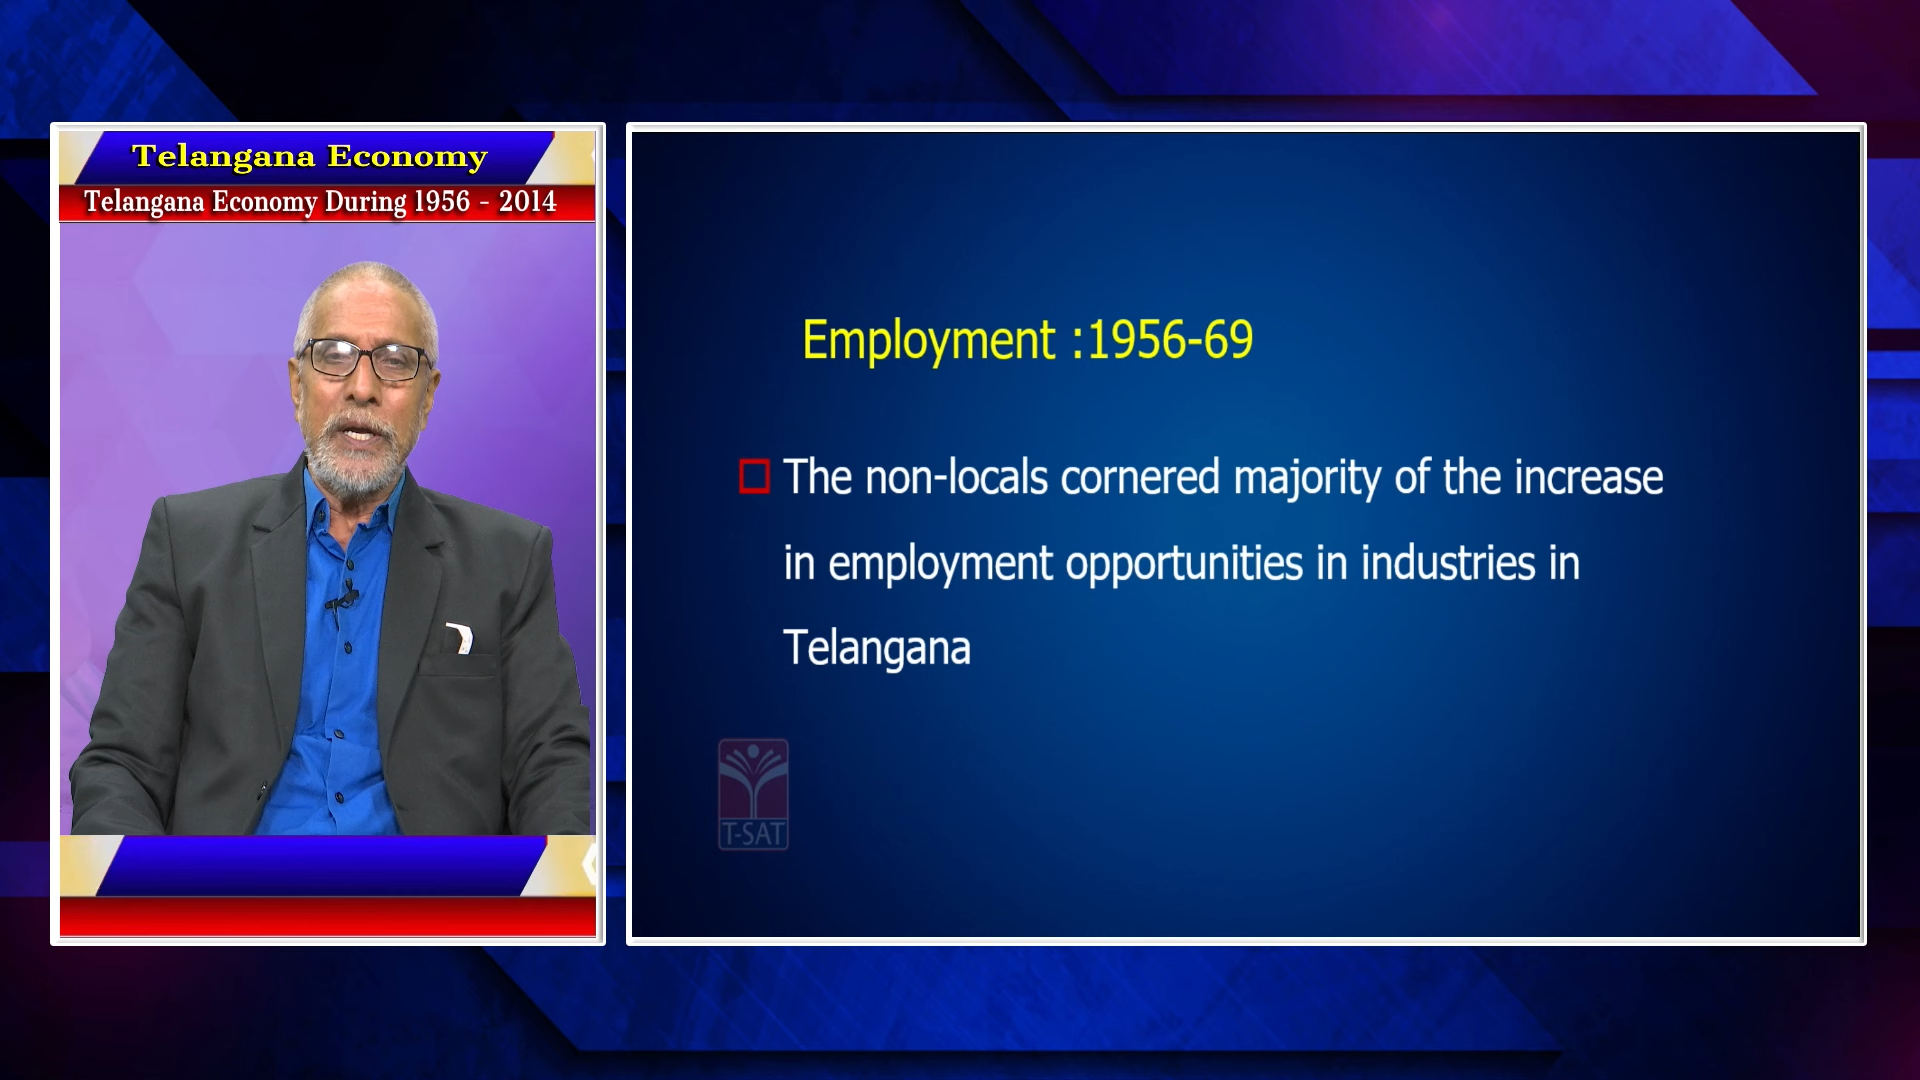 Telangana Economy
Telangana Economy During 1956 - 2014
Employment :1956-69
The non-locals cornered majority of the increase
in employment opportunities in industries in
Telangana
T-SAT